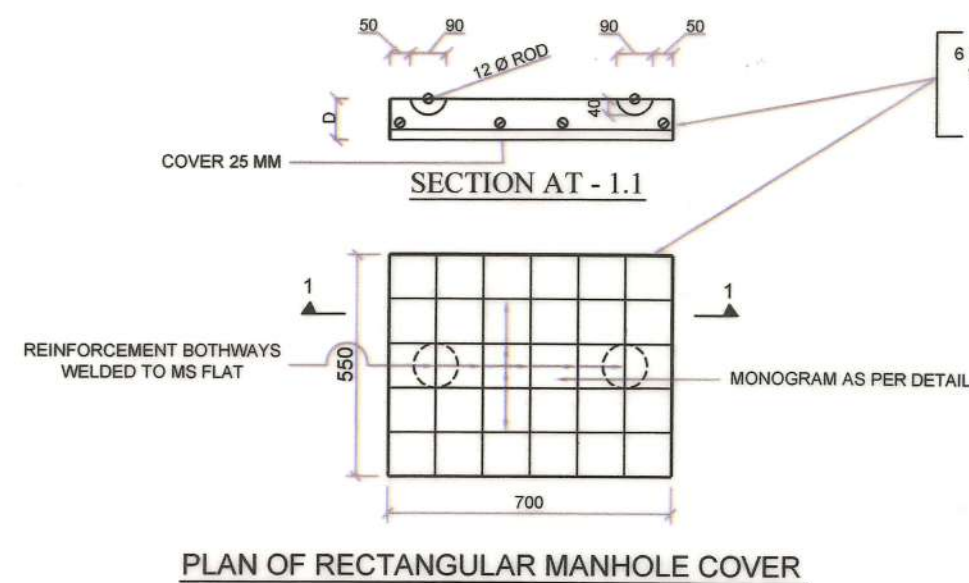 50
90
90
50
12 Ø ROD
6
D
40
COVER 25 MM
SECTION AT - 1.1
1
1
REINFORCEMENT BOTHWAYS
WELDED TO MS FLAT
550
MONOGRAM AS PER DETAIL
700
PLAN OF RECTANGULAR MANHOLE COVER